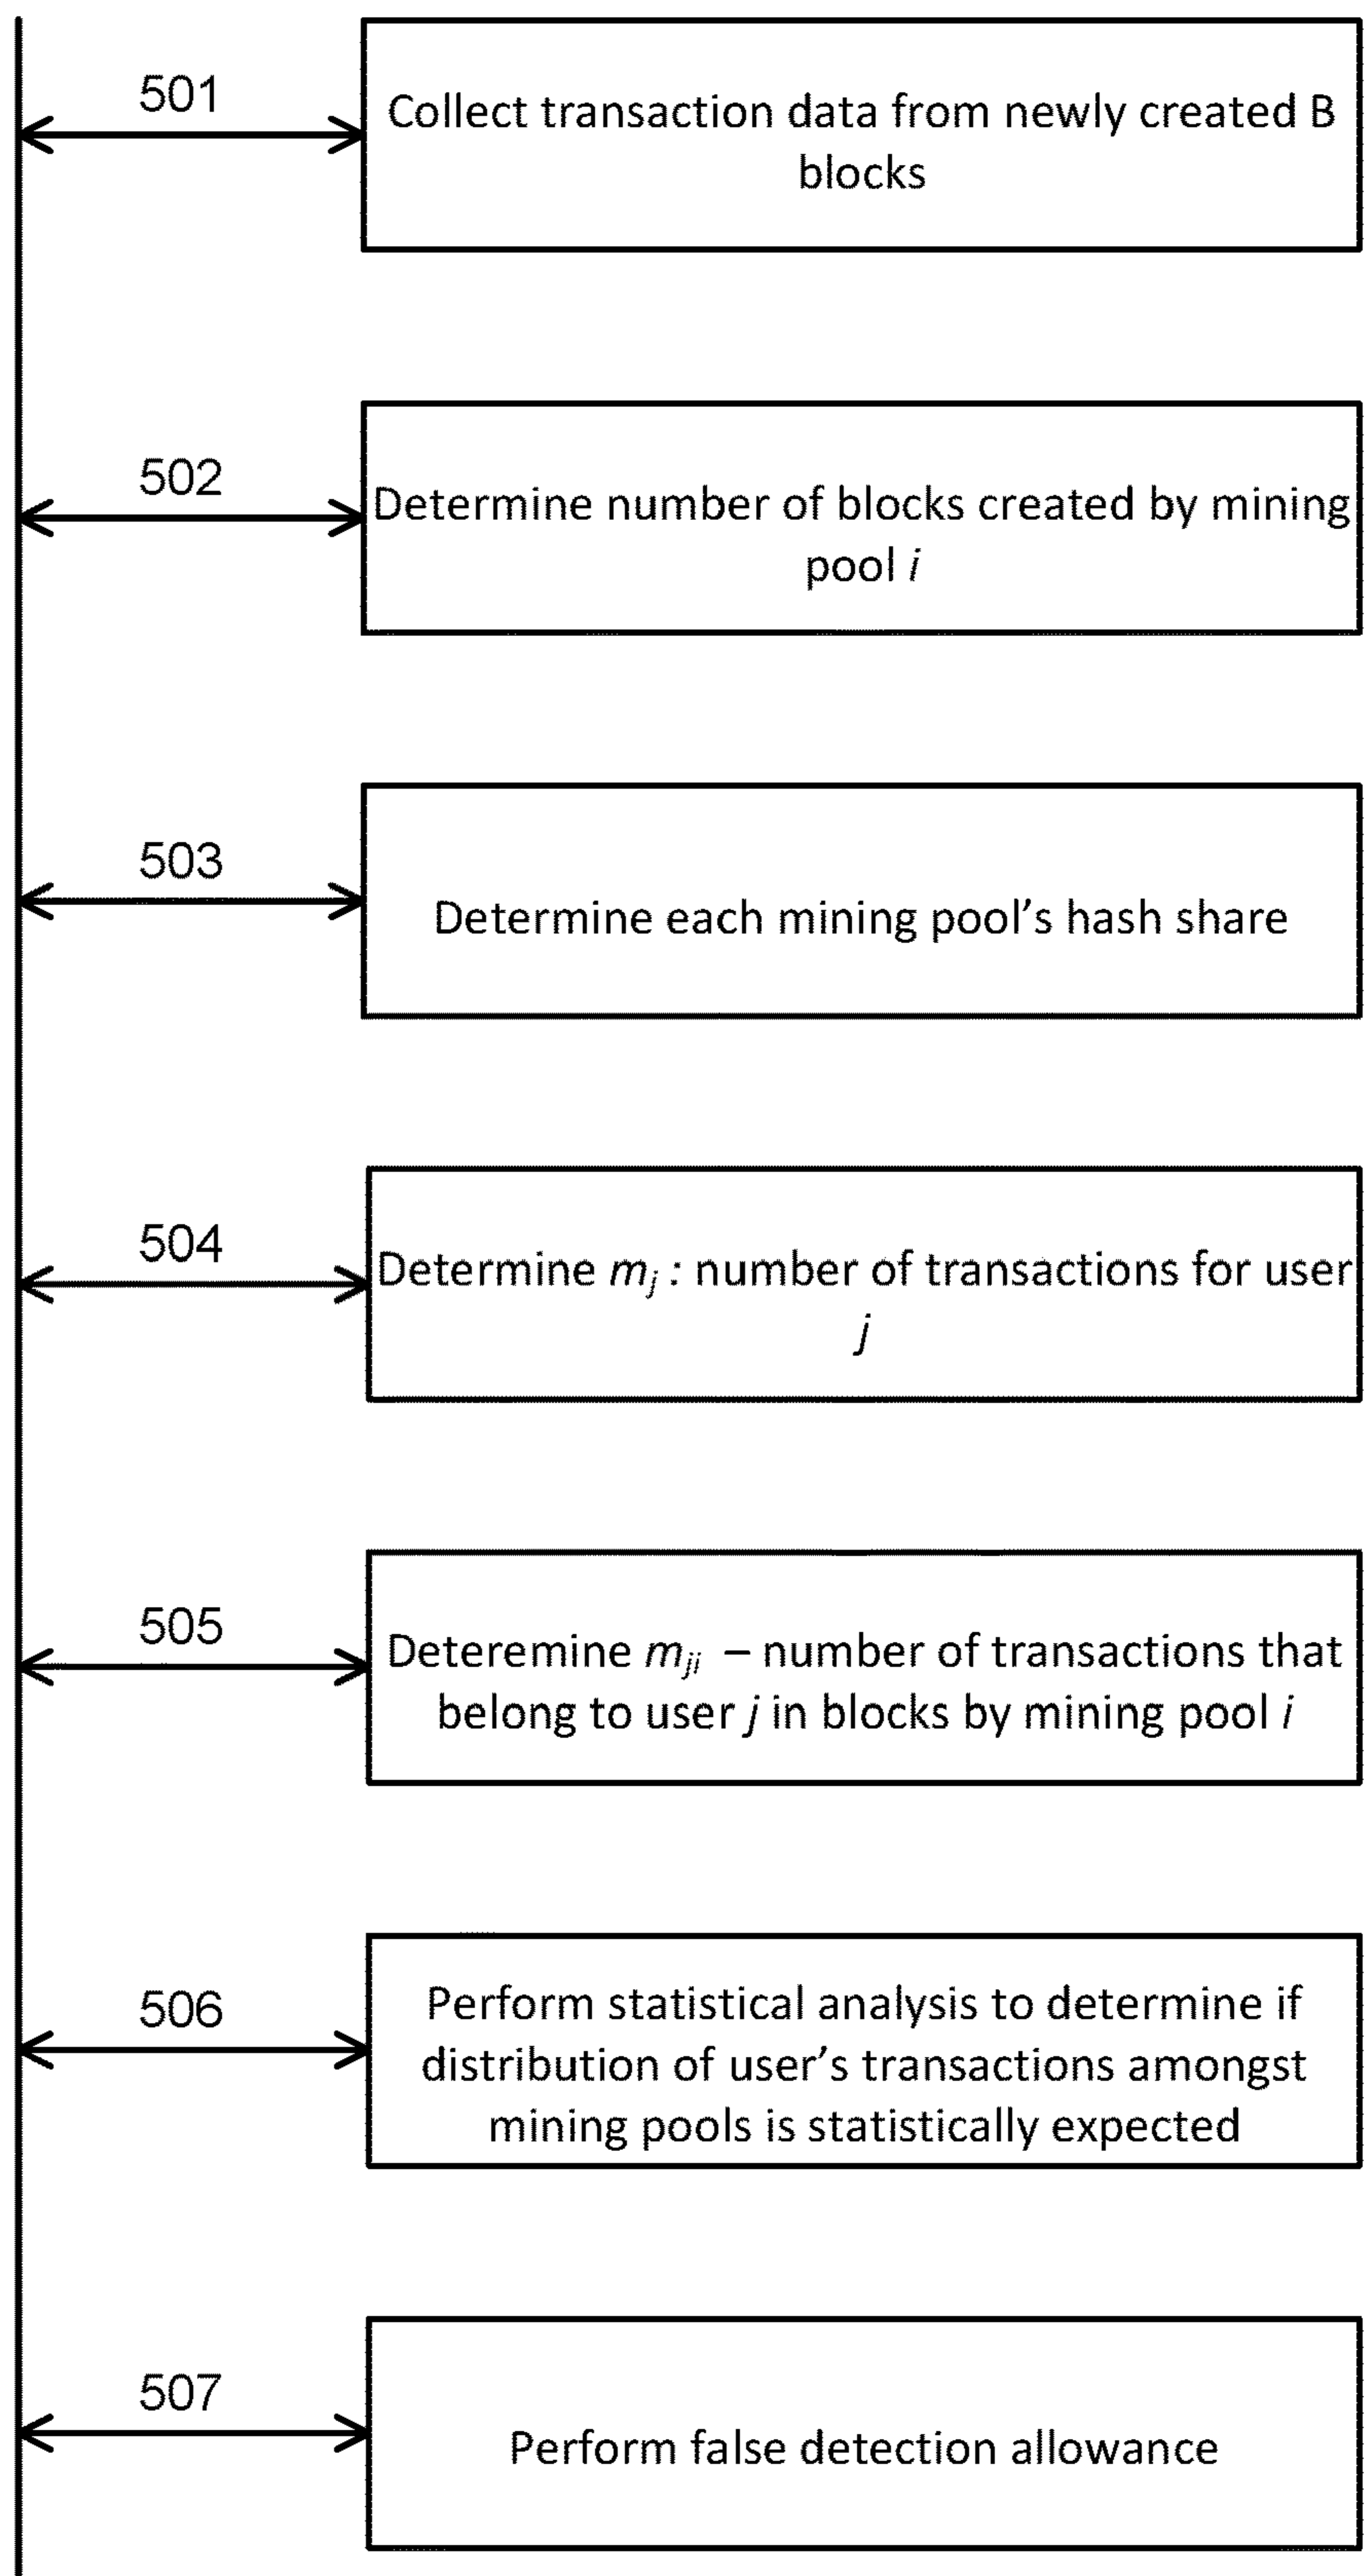 501
Collect transaction data from newly created B
blocks
502
Determine number of blocks created by mining
pool i
503
Determine each mining pool’s hash share
504
Determine mj : number of transactions for user
j
505
Deteremine mji – number of transactions that
belong to user j in blocks by mining pool i
506
Perform statistical analysis to determine if
distribution of user’s transactions amongst
mining pools is statistically expected
507
Perform false detection allowance